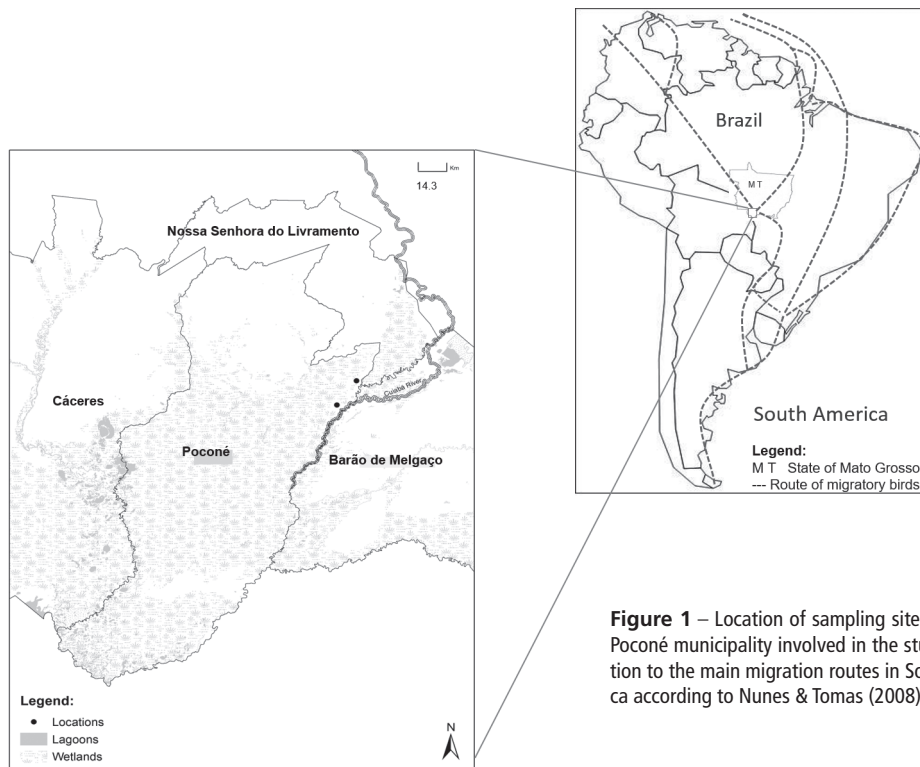 Km
14.3
Nossa Senhora do Livramento
Cáceres
Cuiabá River
Poconé
Barão de Melgaço
Legend:
Locations
Lagoons
Wetlands
N
Brazil
M T
South America
Legend:
M T State of Mato Grosso
--- Route of migratory birds
Figure 1 – Location of sampling site
Poconé municipality involved in the stu
tion to the main migration routes in So
ca according to Nunes & Tomas (2008)